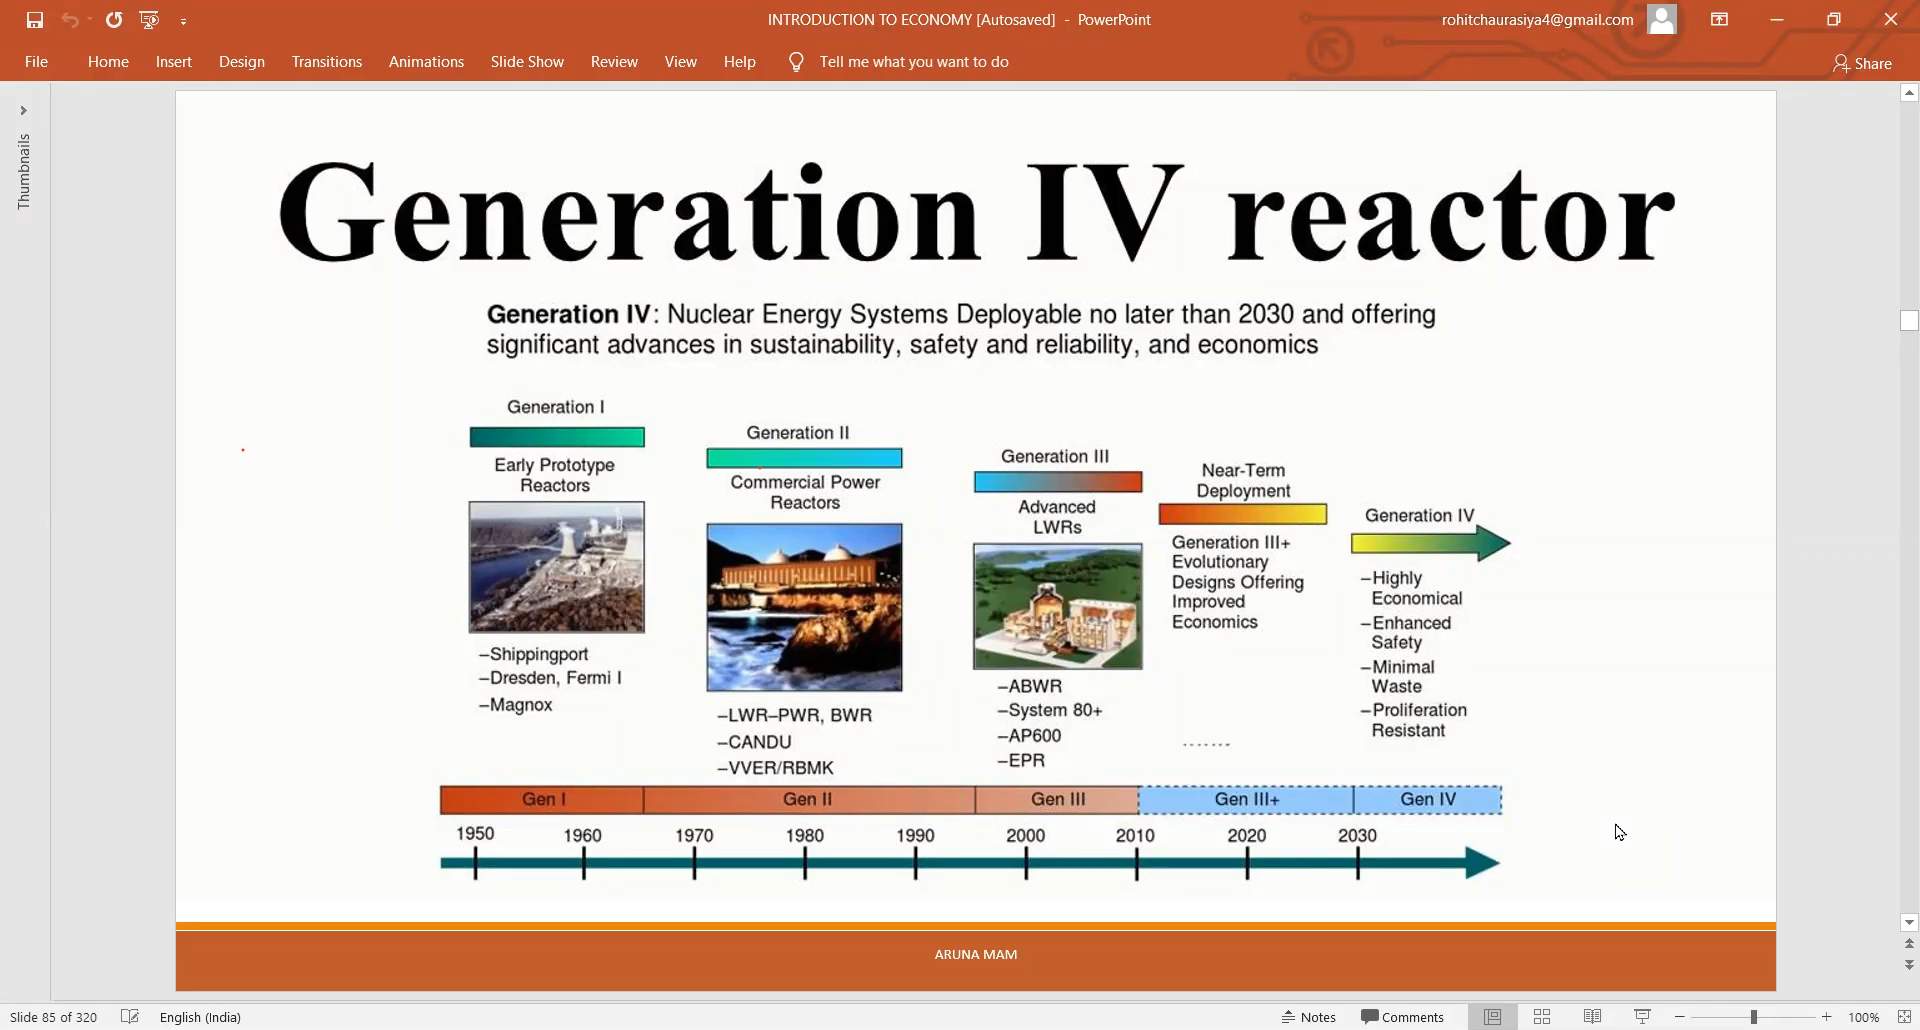 INTRODUCTION TO ECONOMY [Autosaved] - PowerPoint
rohitchaurasiya4@gmail.com
File Home Insert Design Transitions Animations Slide Show Review View Help Tell me what you want to do
Share
Thumbnails
Generation IV reactor
Generation IV: Nuclear Energy Systems Deployable no later than 2030 and offering
significant advances in sustainability, safety and reliability, and economics
Generation I
Early Prototype
Reactors
–Shippingport
–Dresden, Fermi I
–Magnox
Generation II
Commercial Power
Reactors
–LWR–PWR, BWR
–CANDU
–VVER/RBMK
Generation III
Advanced
LWRs
–ABWR
–System 80+
–AP600
–EPR
Near-Term
Deployment
Generation III+
Evolutionary
Designs Offering
Improved
Economics
Generation IV
–Highly
Economical
–Enhanced
Safety
–Minimal
Waste
–Proliferation
Resistant
Gen I Gen II Gen III Gen III+ Gen IV
1950 1960 1970 1980 1990 2000 2010 2020 2030
ARUNA MAM
Slide 85 of 320 English (India) Notes Comments 100%